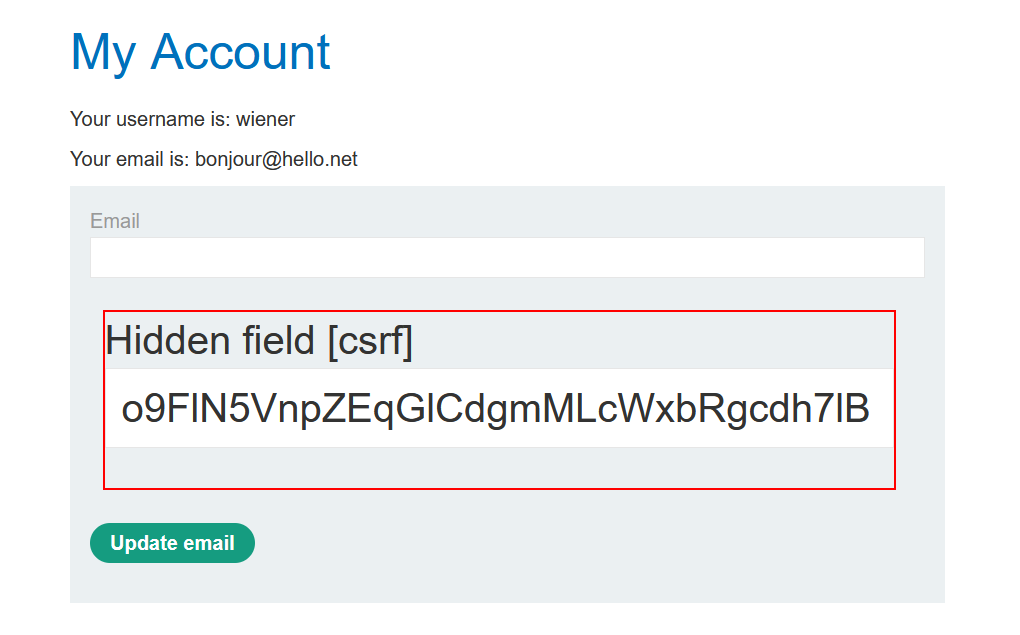 My Account
Your username is: wiener
Your email is: bonjour@hello.net
Email
Hidden field [csrf]
o9FlN5VnpZEqGlCdgmMLcWxbRgcdh7lB
Update email